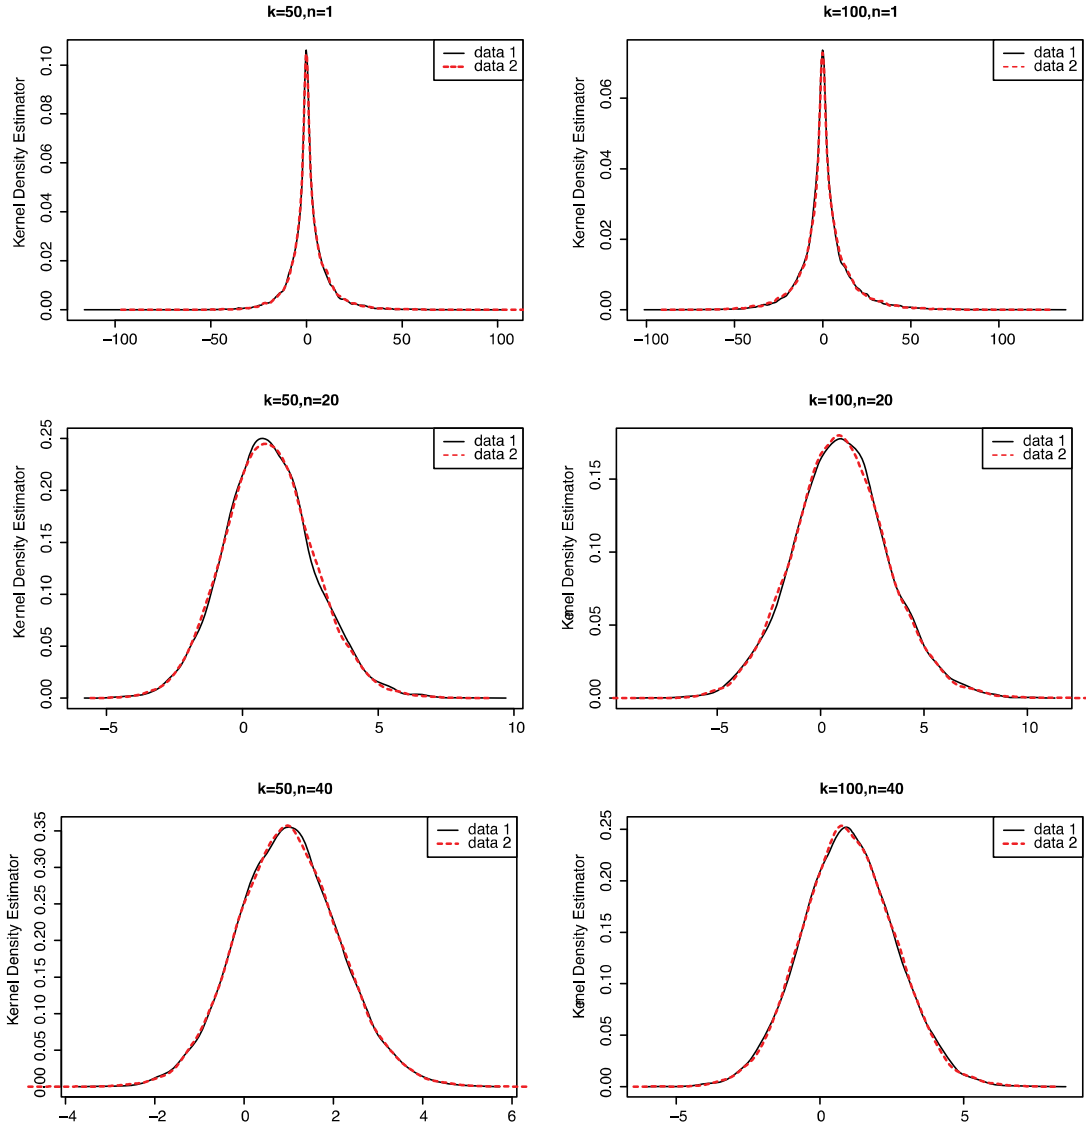 k=50,n=1
Kernel Density Estimator
0.00 0.02 0.04 0.06 0.08 0.10
−100 −50 0 50 100
data 1
data 2
k=100,n=1
Kernel Density Estimator
0.00 0.02 0.04 0.06
−100 −50 0 50 100
data 1
data 2
k=50,n=20
Kernel Density Estimator
0.00 0.05 0.10 0.15 0.20 0.25
−5 0 5 10
data 1
data 2
k=100,n=20
Kernel Density Estimator
0.00 0.05 0.10 0.15
−5 0 5 10
data 1
data 2
k=50,n=40
Kernel Density Estimator
0.00 0.05 0.10 0.15 0.20 0.25 0.30 0.35
−4 −2 0 2 4 6
data 1
data 2
k=100,n=40
Kernel Density Estimator
0.00 0.05 0.10 0.15 0.20 0.25
−5 0 5
data 1
data 2